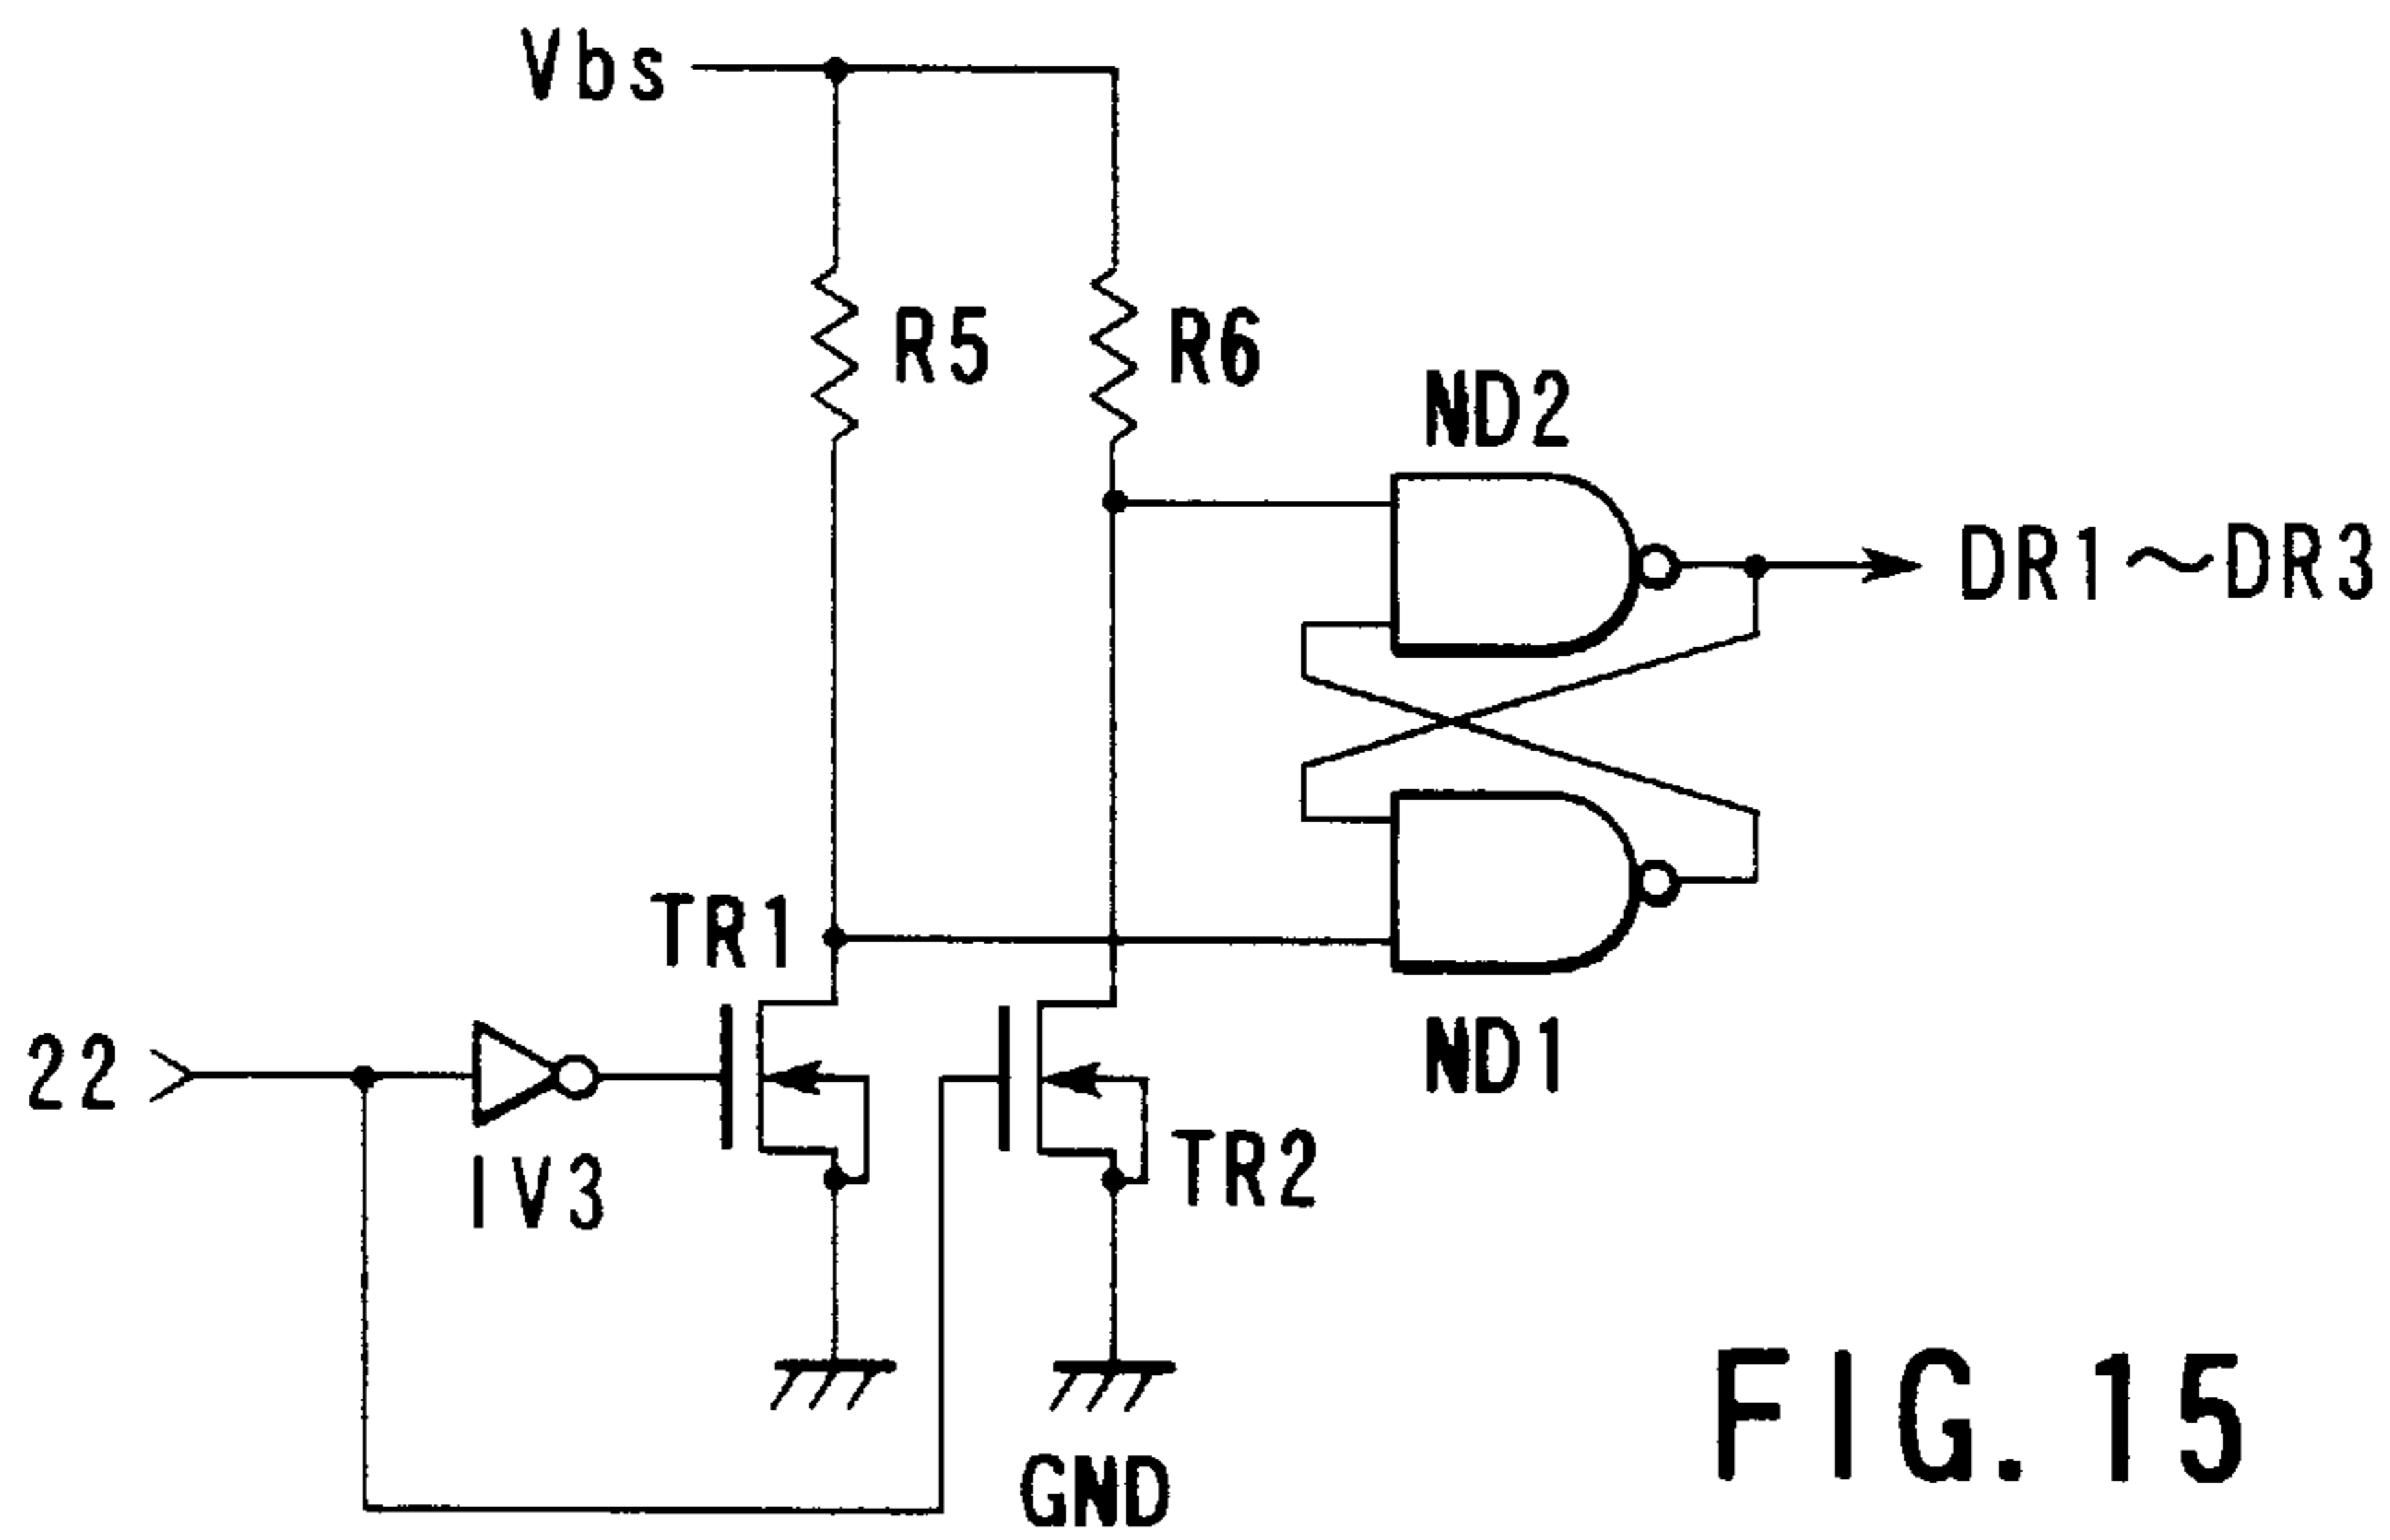 Vbs
R5
R6
ND2
DR1～DR3
TR1
22
ND1
IV3
TR2
GND
FIG. 15